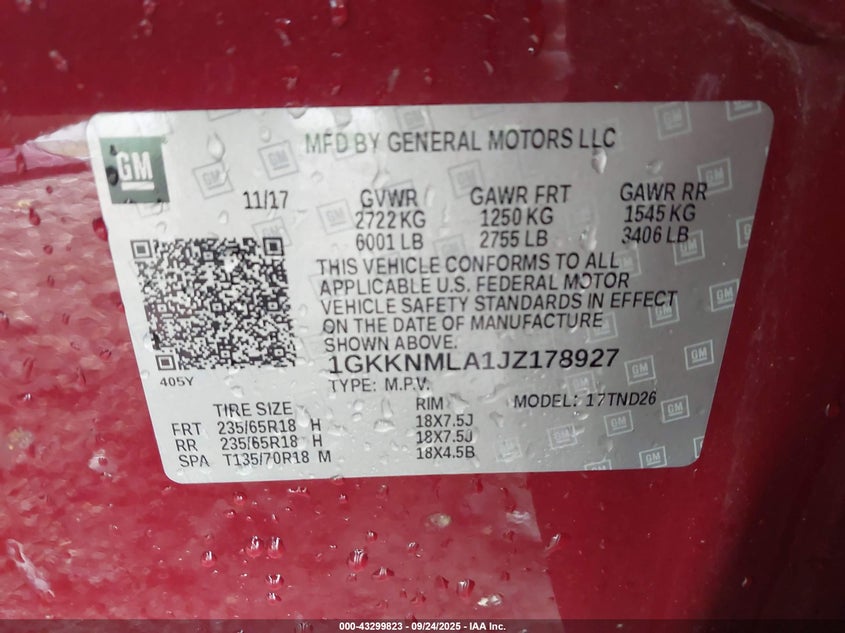 GM
MFD BY GENERAL MOTORS LLC
11/17 GVWR GAWR FRT GAWR RR
2722 KG 1250 KG 1545 KG
6001 LB 2755 LB 3406 LB
THIS VEHICLE CONFORMS TO ALL
APPLICABLE U.S. FEDERAL MOTOR
VEHICLE SAFETY STANDARDS IN EFFECT
ON THE DATE OF MANUFACTURE
SHOWN ABOVE.
405Y
1GKKNMLA1JZ178927
TYPE: M.P.V.
MODEL: 17TND26
TIRE SIZE RIM
FRT 235/65R18 H 18X7.5J
RR 235/65R18 H 18X7.5J
SPA T135/70R18 M 18X4.5B
000-43299823 - 09/24/2025 - IAA Inc.